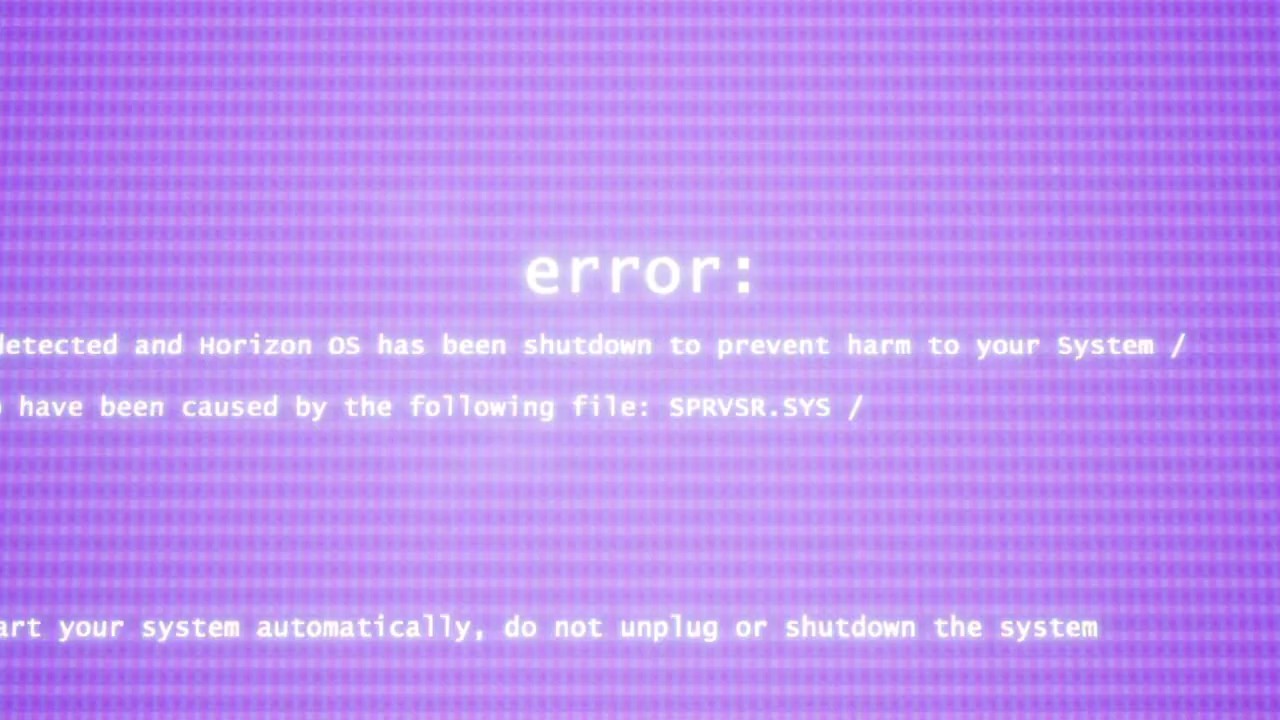 error:
detected and Horizon OS has been shutdown to prevent harm to your System /
have been caused by the following file: SPRVSR.SYS /
your system automatically, do not unplug or shutdown the system